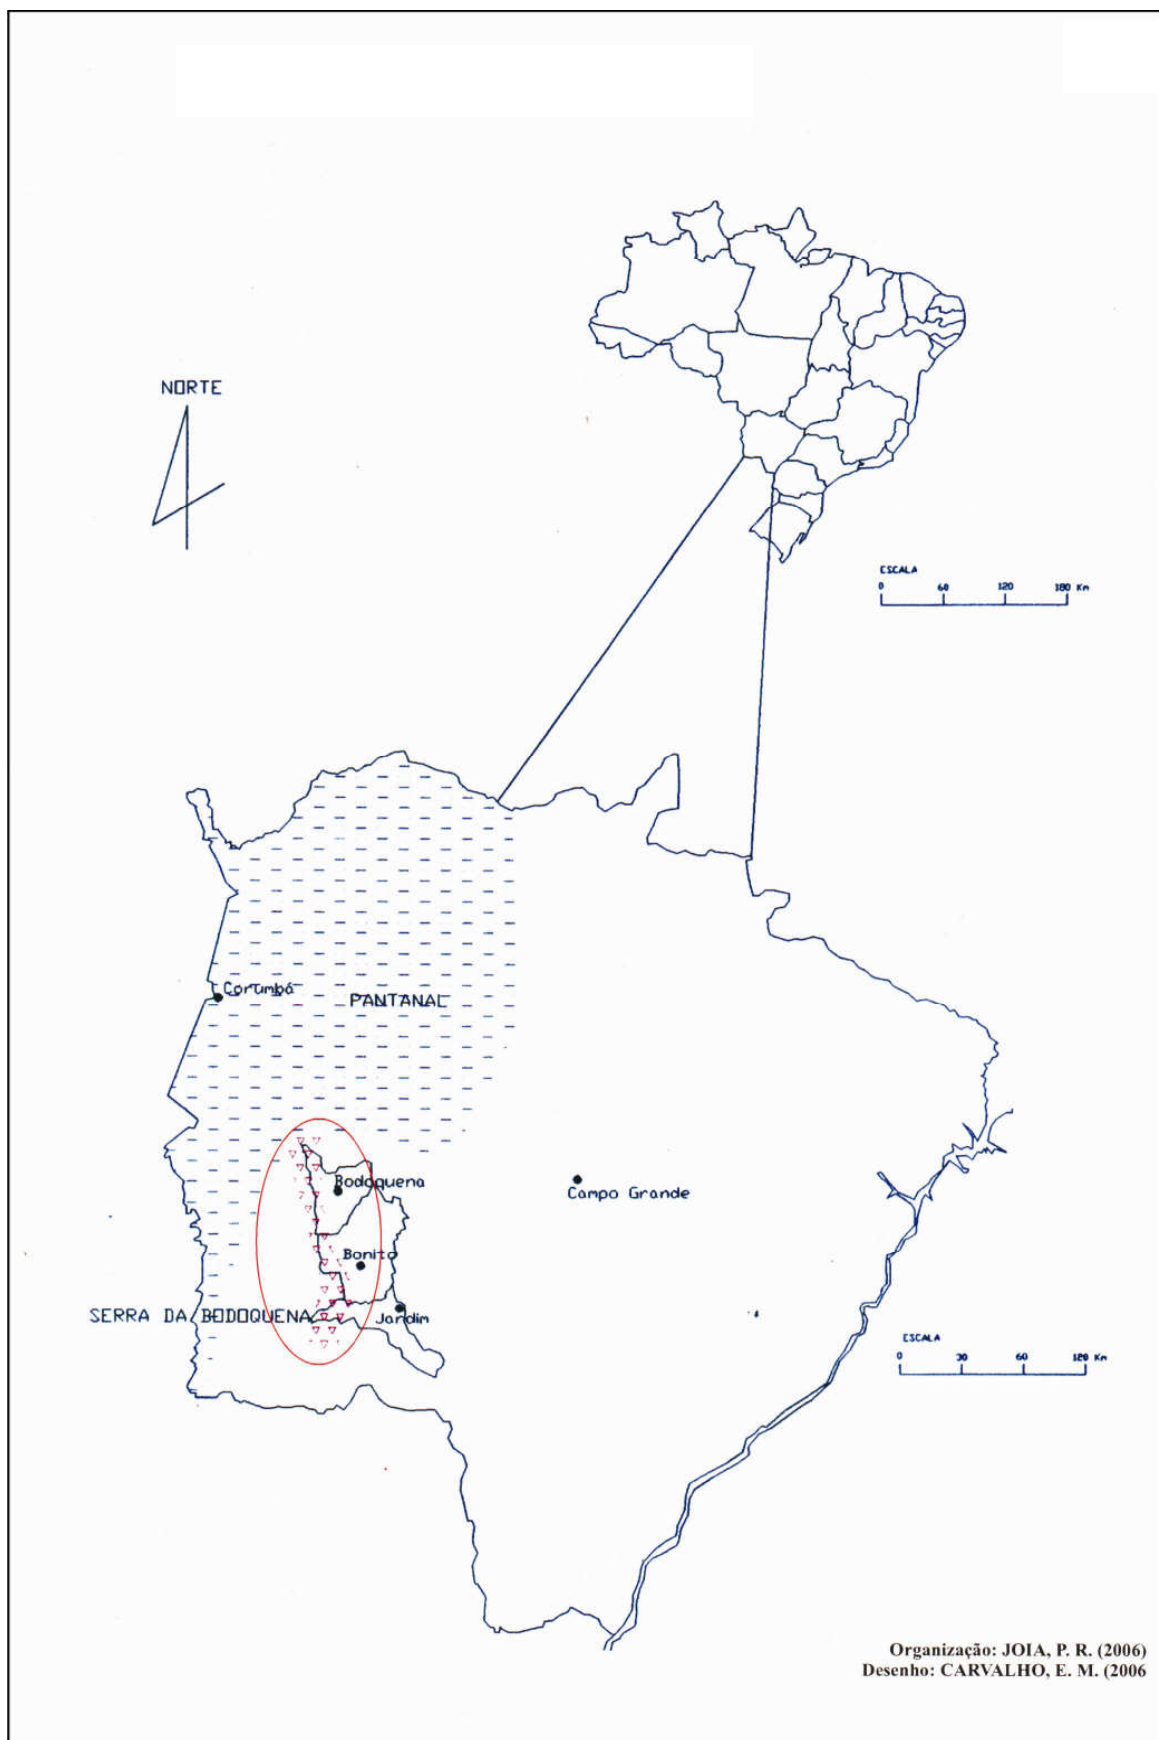 NORTE
ESCALA
0 60 120 180 Km
Corumbá
PANTANAL
Bodoquena
Campo Grande
Bonito
SERRA DA BODOQUENA
Jardim
ESCALA
0 30 60 120 Km
Organização: JOIA, P. R. (2006)
Desenho: CARVALHO, E. M. (2006